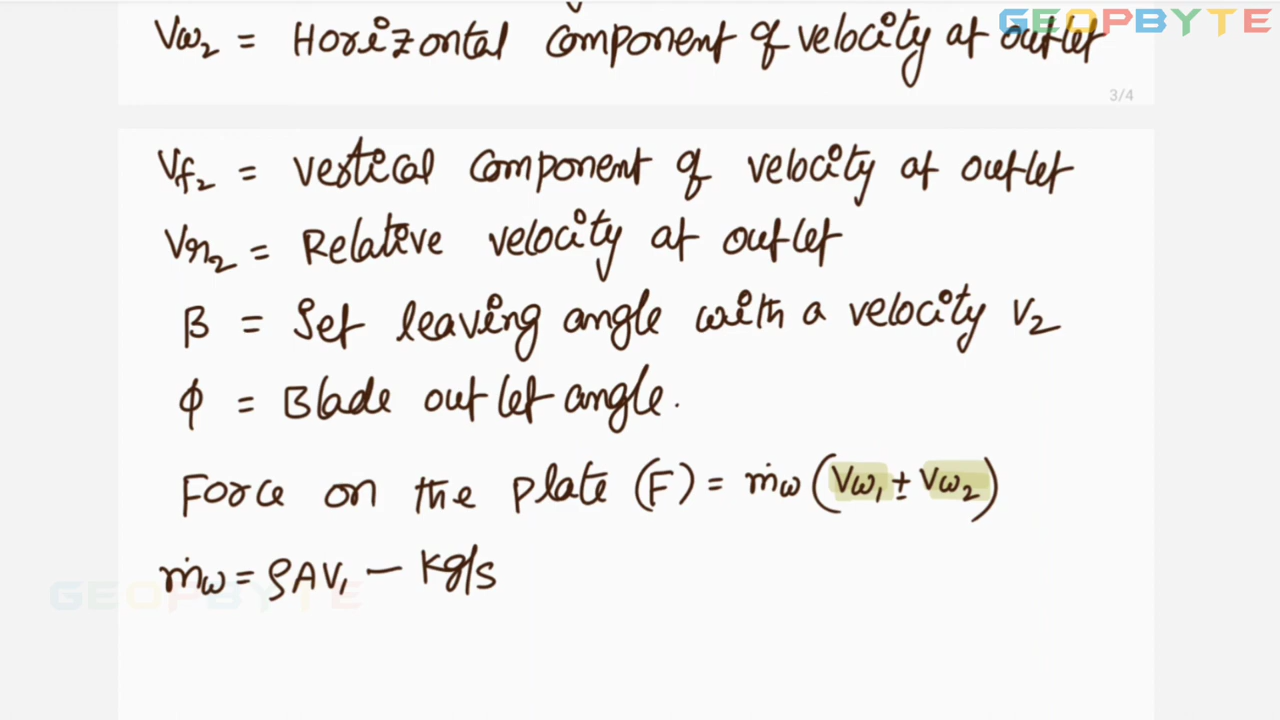 GEOPBYTE
Vw₂ = Horizontal component of velocity at outlet
3/4
Vf₂ = vertical component of velocity at outlet
Vr₂ = Relative velocity at outlet
β = Jet leaving angle with a velocity V₂
ϕ = Blade outlet angle.
Force on the plate (F) = ṁw (Vw₁ ± Vw₂)
ṁw = ρAV₁ — Kg/s
GEOPBYTE